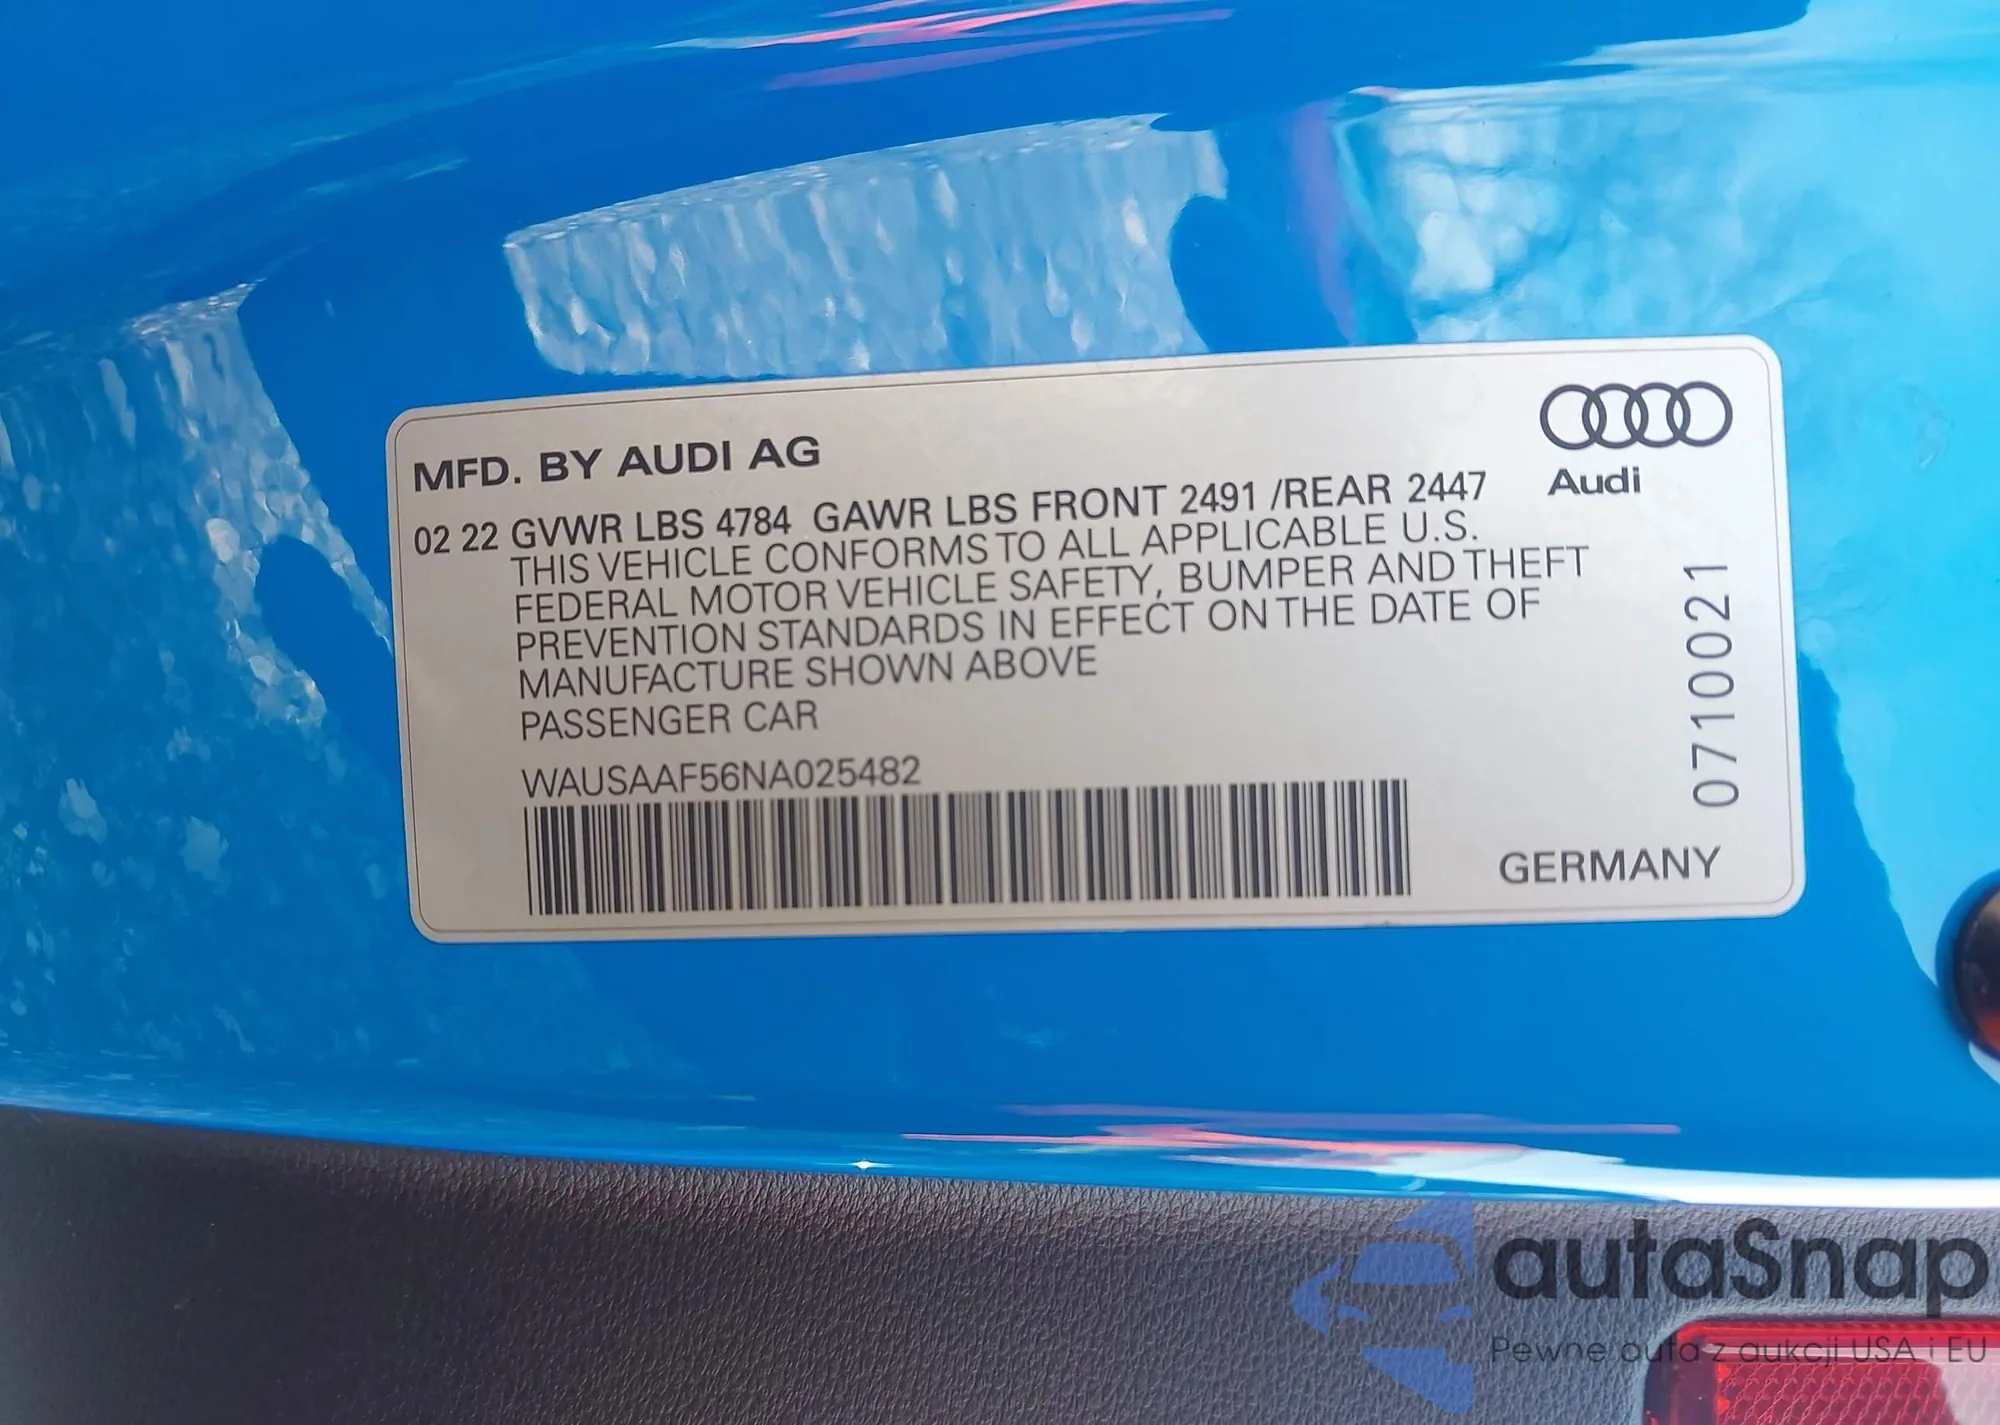 MFD. BY AUDI AG
Audi
02 22 GVWR LBS 4784 GAWR LBS FRONT 2491 /REAR 2447
THIS VEHICLE CONFORMS TO ALL APPLICABLE U.S.
FEDERAL MOTOR VEHICLE SAFETY, BUMPER AND THEFT
PREVENTION STANDARDS IN EFFECT ON THE DATE OF
MANUFACTURE SHOWN ABOVE
PASSENGER CAR
WAUSAAF56NA025482
0710021
GERMANY
autaSnap
Pewne auta z aukcji USA i EU